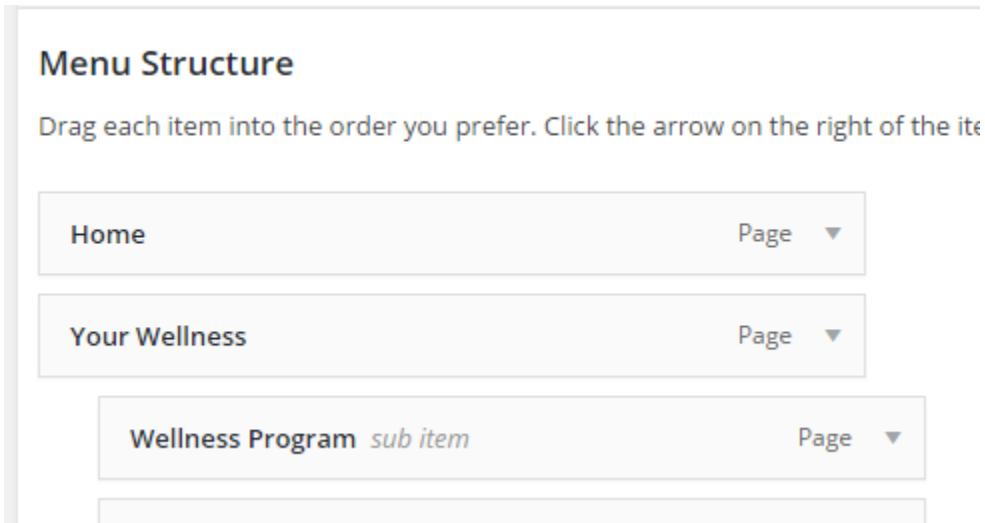 Menu Structure
Drag each item into the order you prefer. Click the arrow on the right of the
Home Page
Your Wellness Page
Wellness Program sub item Page